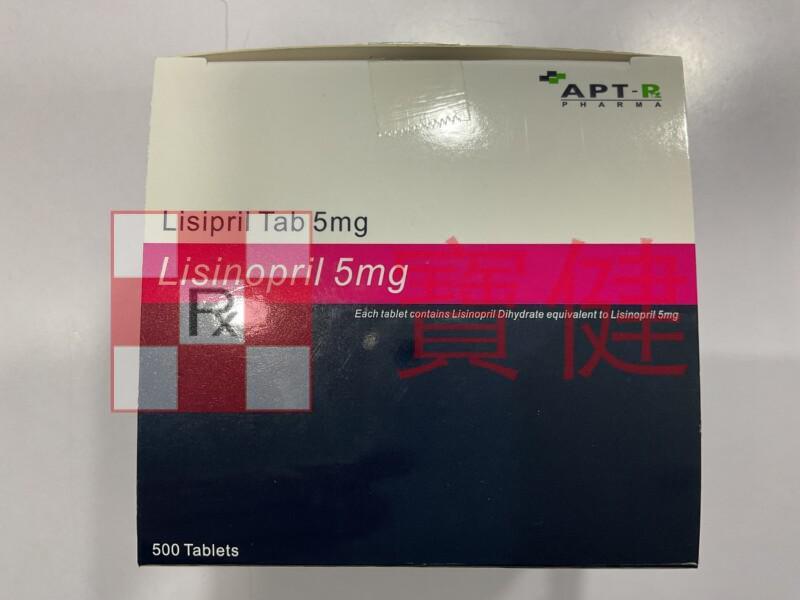 APT-Rx
PHARMA
Lisipril Tab 5mg
Lisinopril 5mg
Each tablet contains Lisinopril Dihydrate equivalent to Lisinopril 5mg
Rx
寶健
500 Tablets